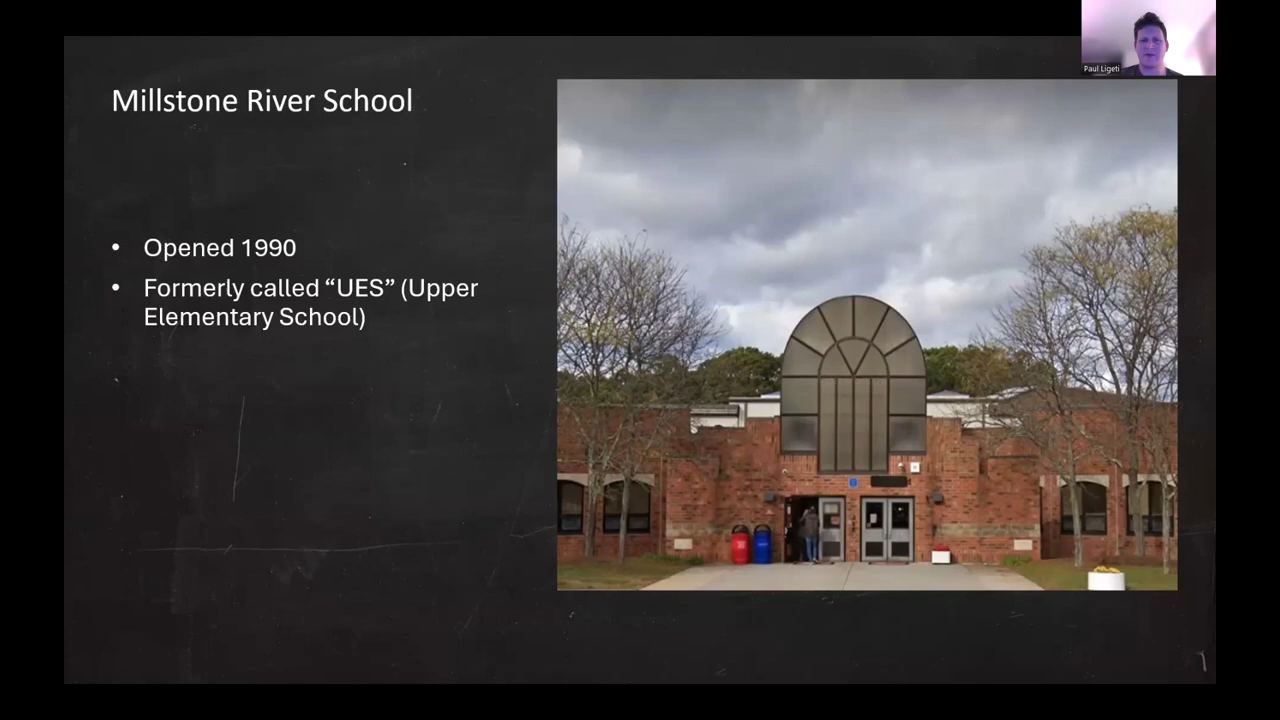 Paul Ligeti
Millstone River School
• Opened 1990
• Formerly called “UES” (Upper
Elementary School)